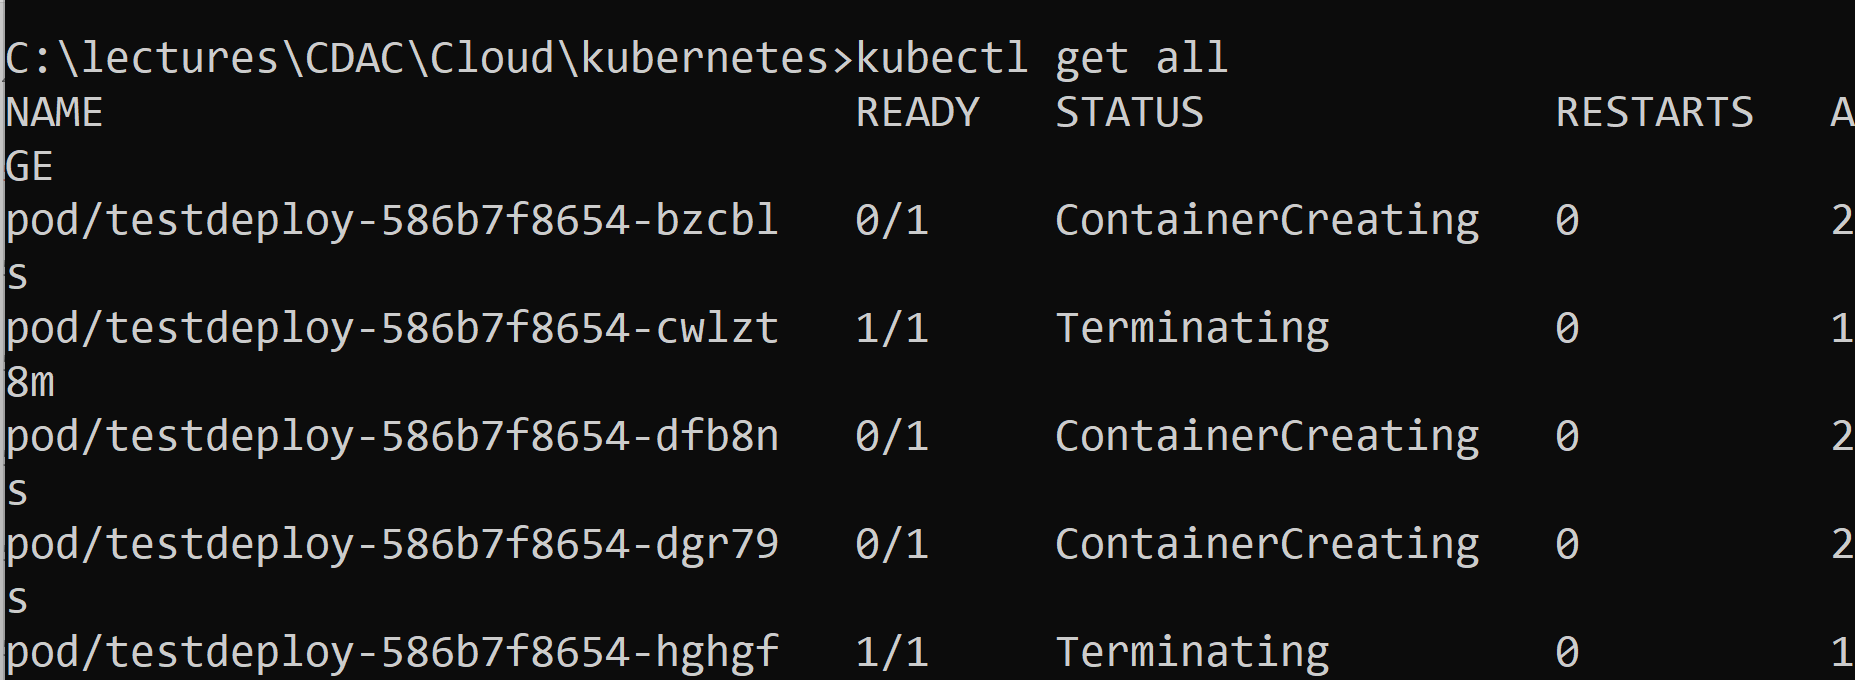 C:\lectures\CDAC\Cloud\kubernetes>kubectl get all
NAME READY STATUS RESTARTS A
GE
pod/testdeploy-586b7f8654-bzcbl 0/1 ContainerCreating 0 2
s
pod/testdeploy-586b7f8654-cwlzt 1/1 Terminating 0 1
8m
pod/testdeploy-586b7f8654-dfb8n 0/1 ContainerCreating 0 2
s
pod/testdeploy-586b7f8654-dgr79 0/1 ContainerCreating 0 2
s
pod/testdeploy-586b7f8654-hghgf 1/1 Terminating 0 1